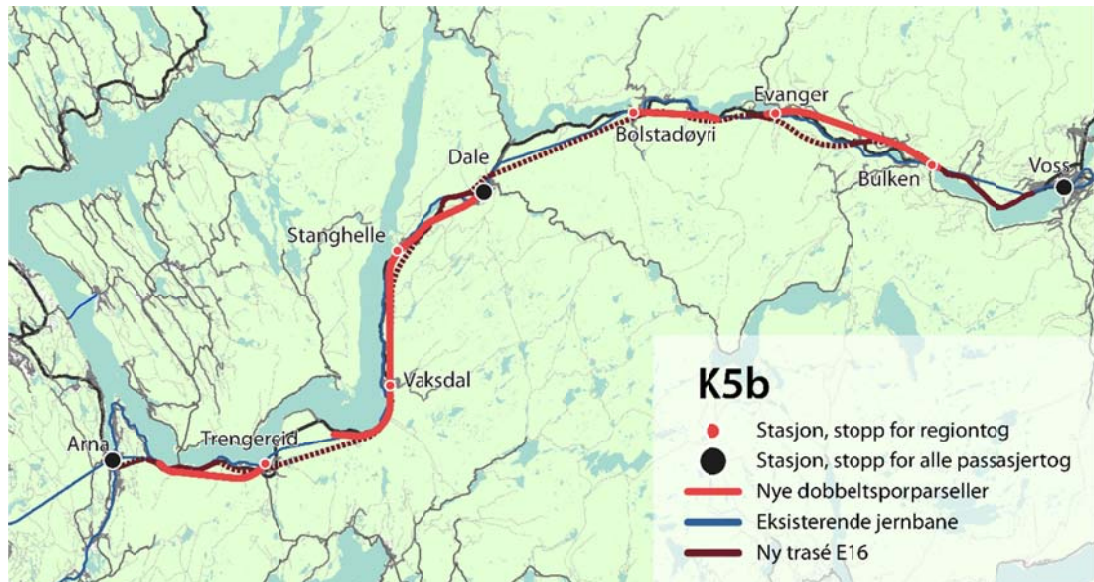 Evanger
Bolstadøyri
Voss
Dale
Bulken
Stanghelle
Vaksdal
Trengereid
Arna
K5b
Stasjon, stopp for regiontog
Stasjon, stopp for alle passasjertog
Nye dobbeltsporparseller
Eksisterende jernbane
Ny trasé E16